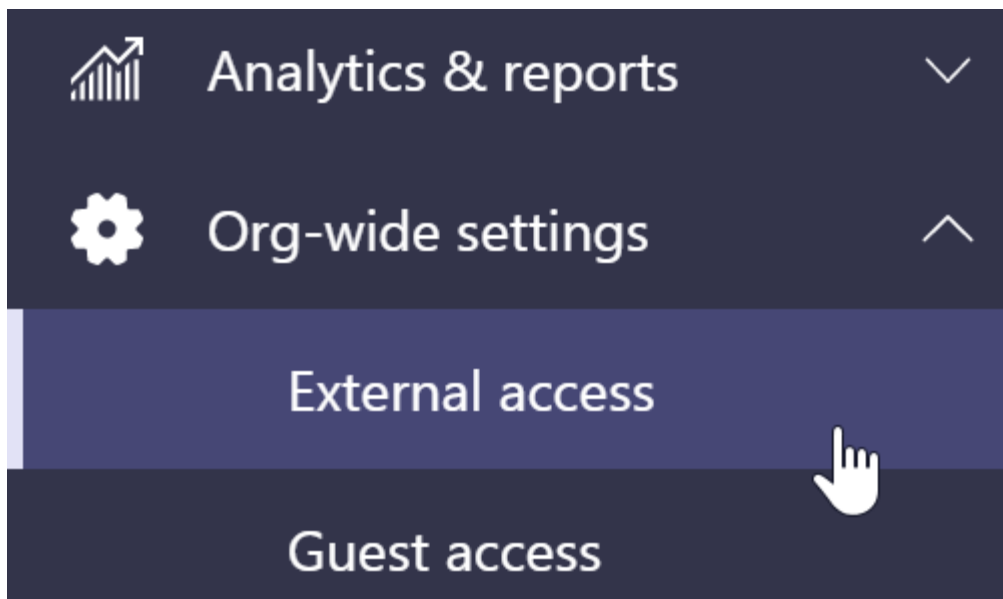 Analytics & reports
Org-wide settings
External access
Guest access